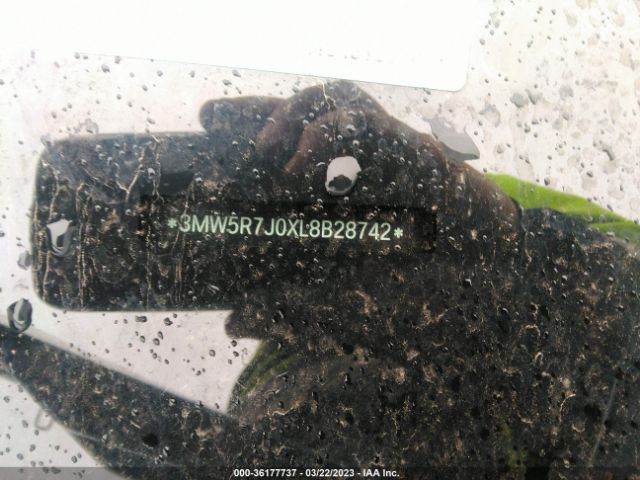 *3MW5R7J0XL8B28742*
000-36177737 - 03/22/2023 - IAA Inc.